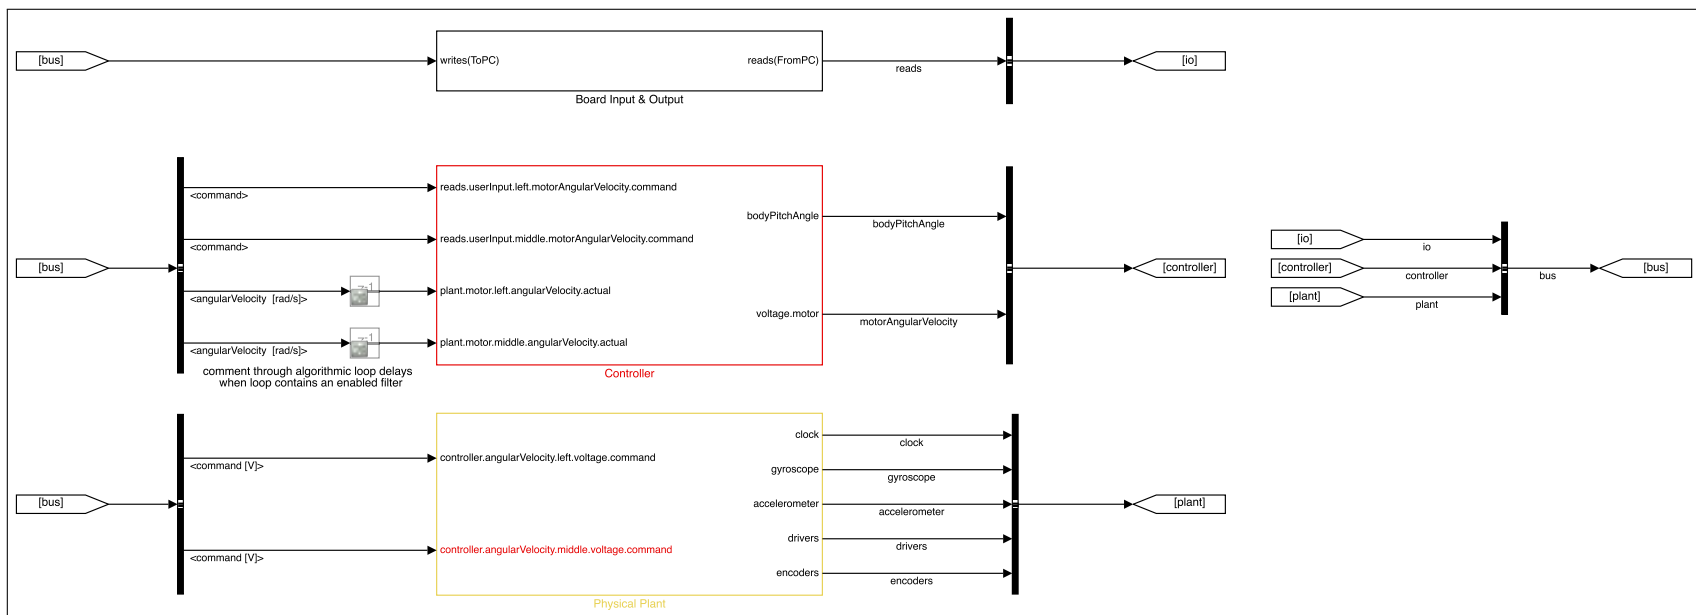 [bus]
writes(ToPC)
reads(FromPC)
reads
[io]
Board Input & Output
<command>
reads.userInput.left.motorAngularVelocity.command
bodyPitchAngle
bodyPitchAngle
<command>
reads.userInput.middle.motorAngularVelocity.command
[bus]
[controller]
<angularVelocity [rad/s]>
plant.motor.left.angularVelocity.actual
voltage.motor
motorAngularVelocity
<angularVelocity [rad/s]>
plant.motor.middle.angularVelocity.actual
comment through algorithmic loop delays
when loop contains an enabled filter
Controller
[io]
io
[controller]
controller
[plant]
plant
bus
[bus]
<command [V]>
controller.angularVelocity.left.voltage.command
clock
clock
gyroscope
gyroscope
[bus]
accelerometer
accelerometer
[plant]
drivers
drivers
<command [V]>
controller.angularVelocity.middle.voltage.command
encoders
encoders
Physical Plant